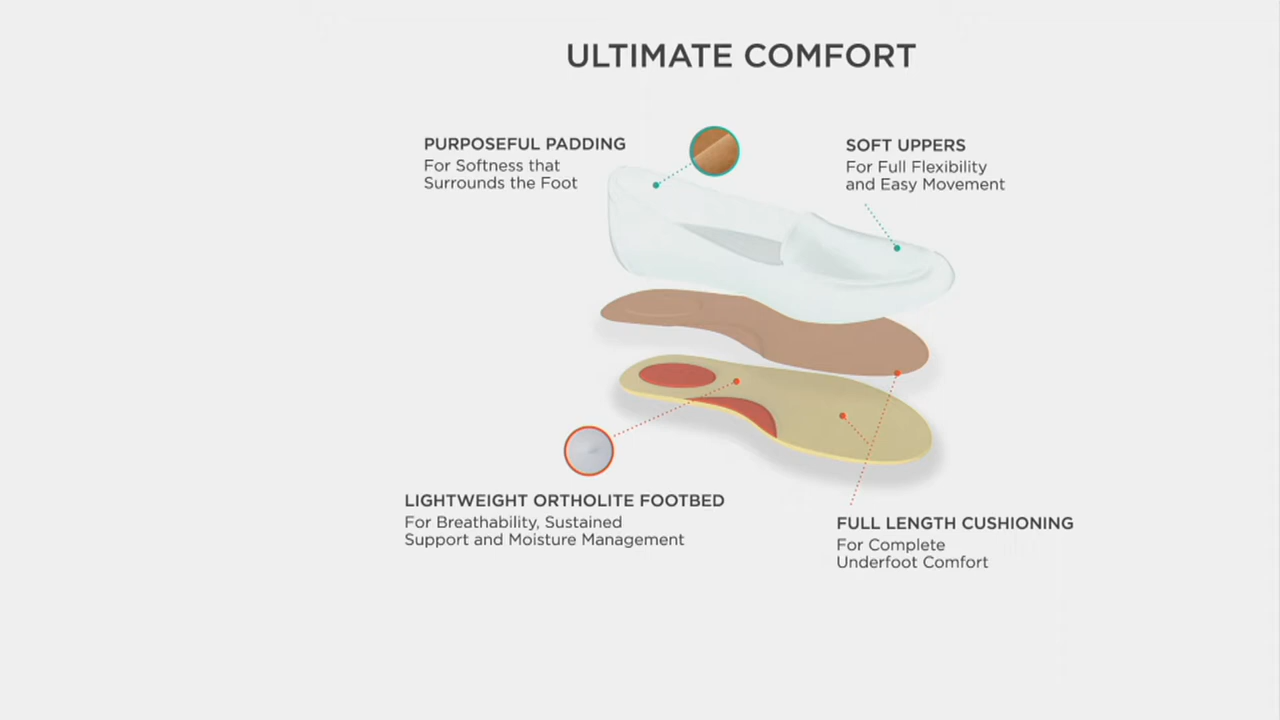 ULTIMATE COMFORT
PURPOSEFUL PADDING
For Softness that
Surrounds the Foot
SOFT UPPERS
For Full Flexibility
and Easy Movement
LIGHTWEIGHT ORTHOLITE FOOTBED
For Breathability, Sustained
Support and Moisture Management
FULL LENGTH CUSHIONING
For Complete
Underfoot Comfort